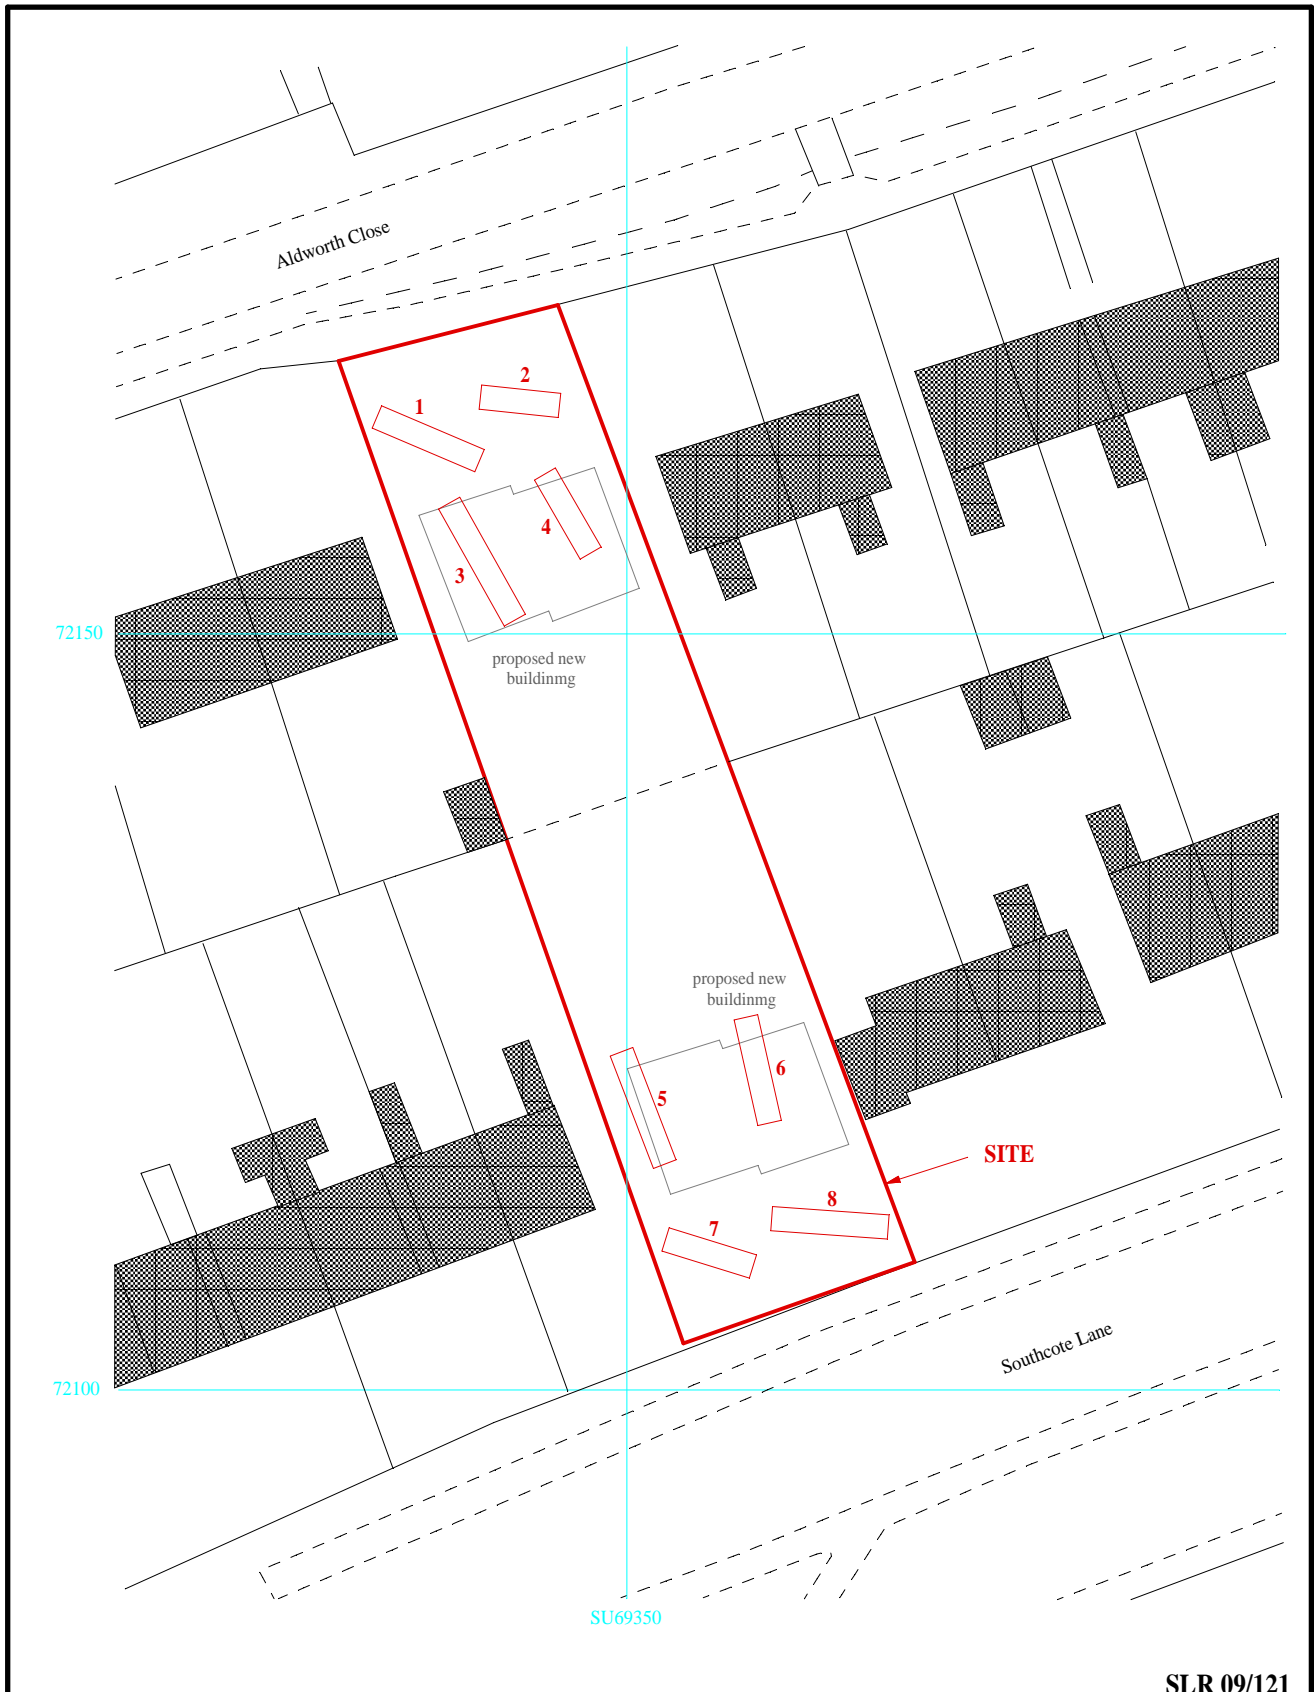 Aldworth Close
2
1
4
3
72150
proposed new
buildinmg
proposed new
buildinmg
6
5
SITE
8
7
Southcote Lane
72100
SU69350
SLR 09/121